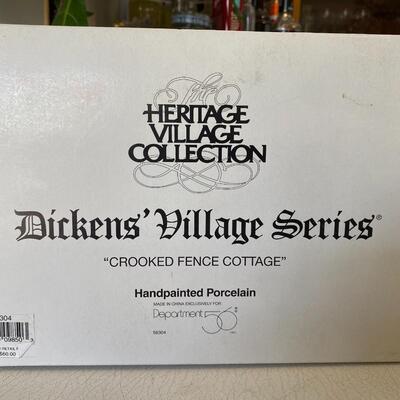 The
HERITAGE
VILLAGE
COLLECTION
Dickens' Village Series®
"CROOKED FENCE COTTAGE"
Handpainted Porcelain
MADE IN CHINA EXCLUSIVELY FOR:
Department 56®
58304
304
09850 3
RETAIL
$60.00